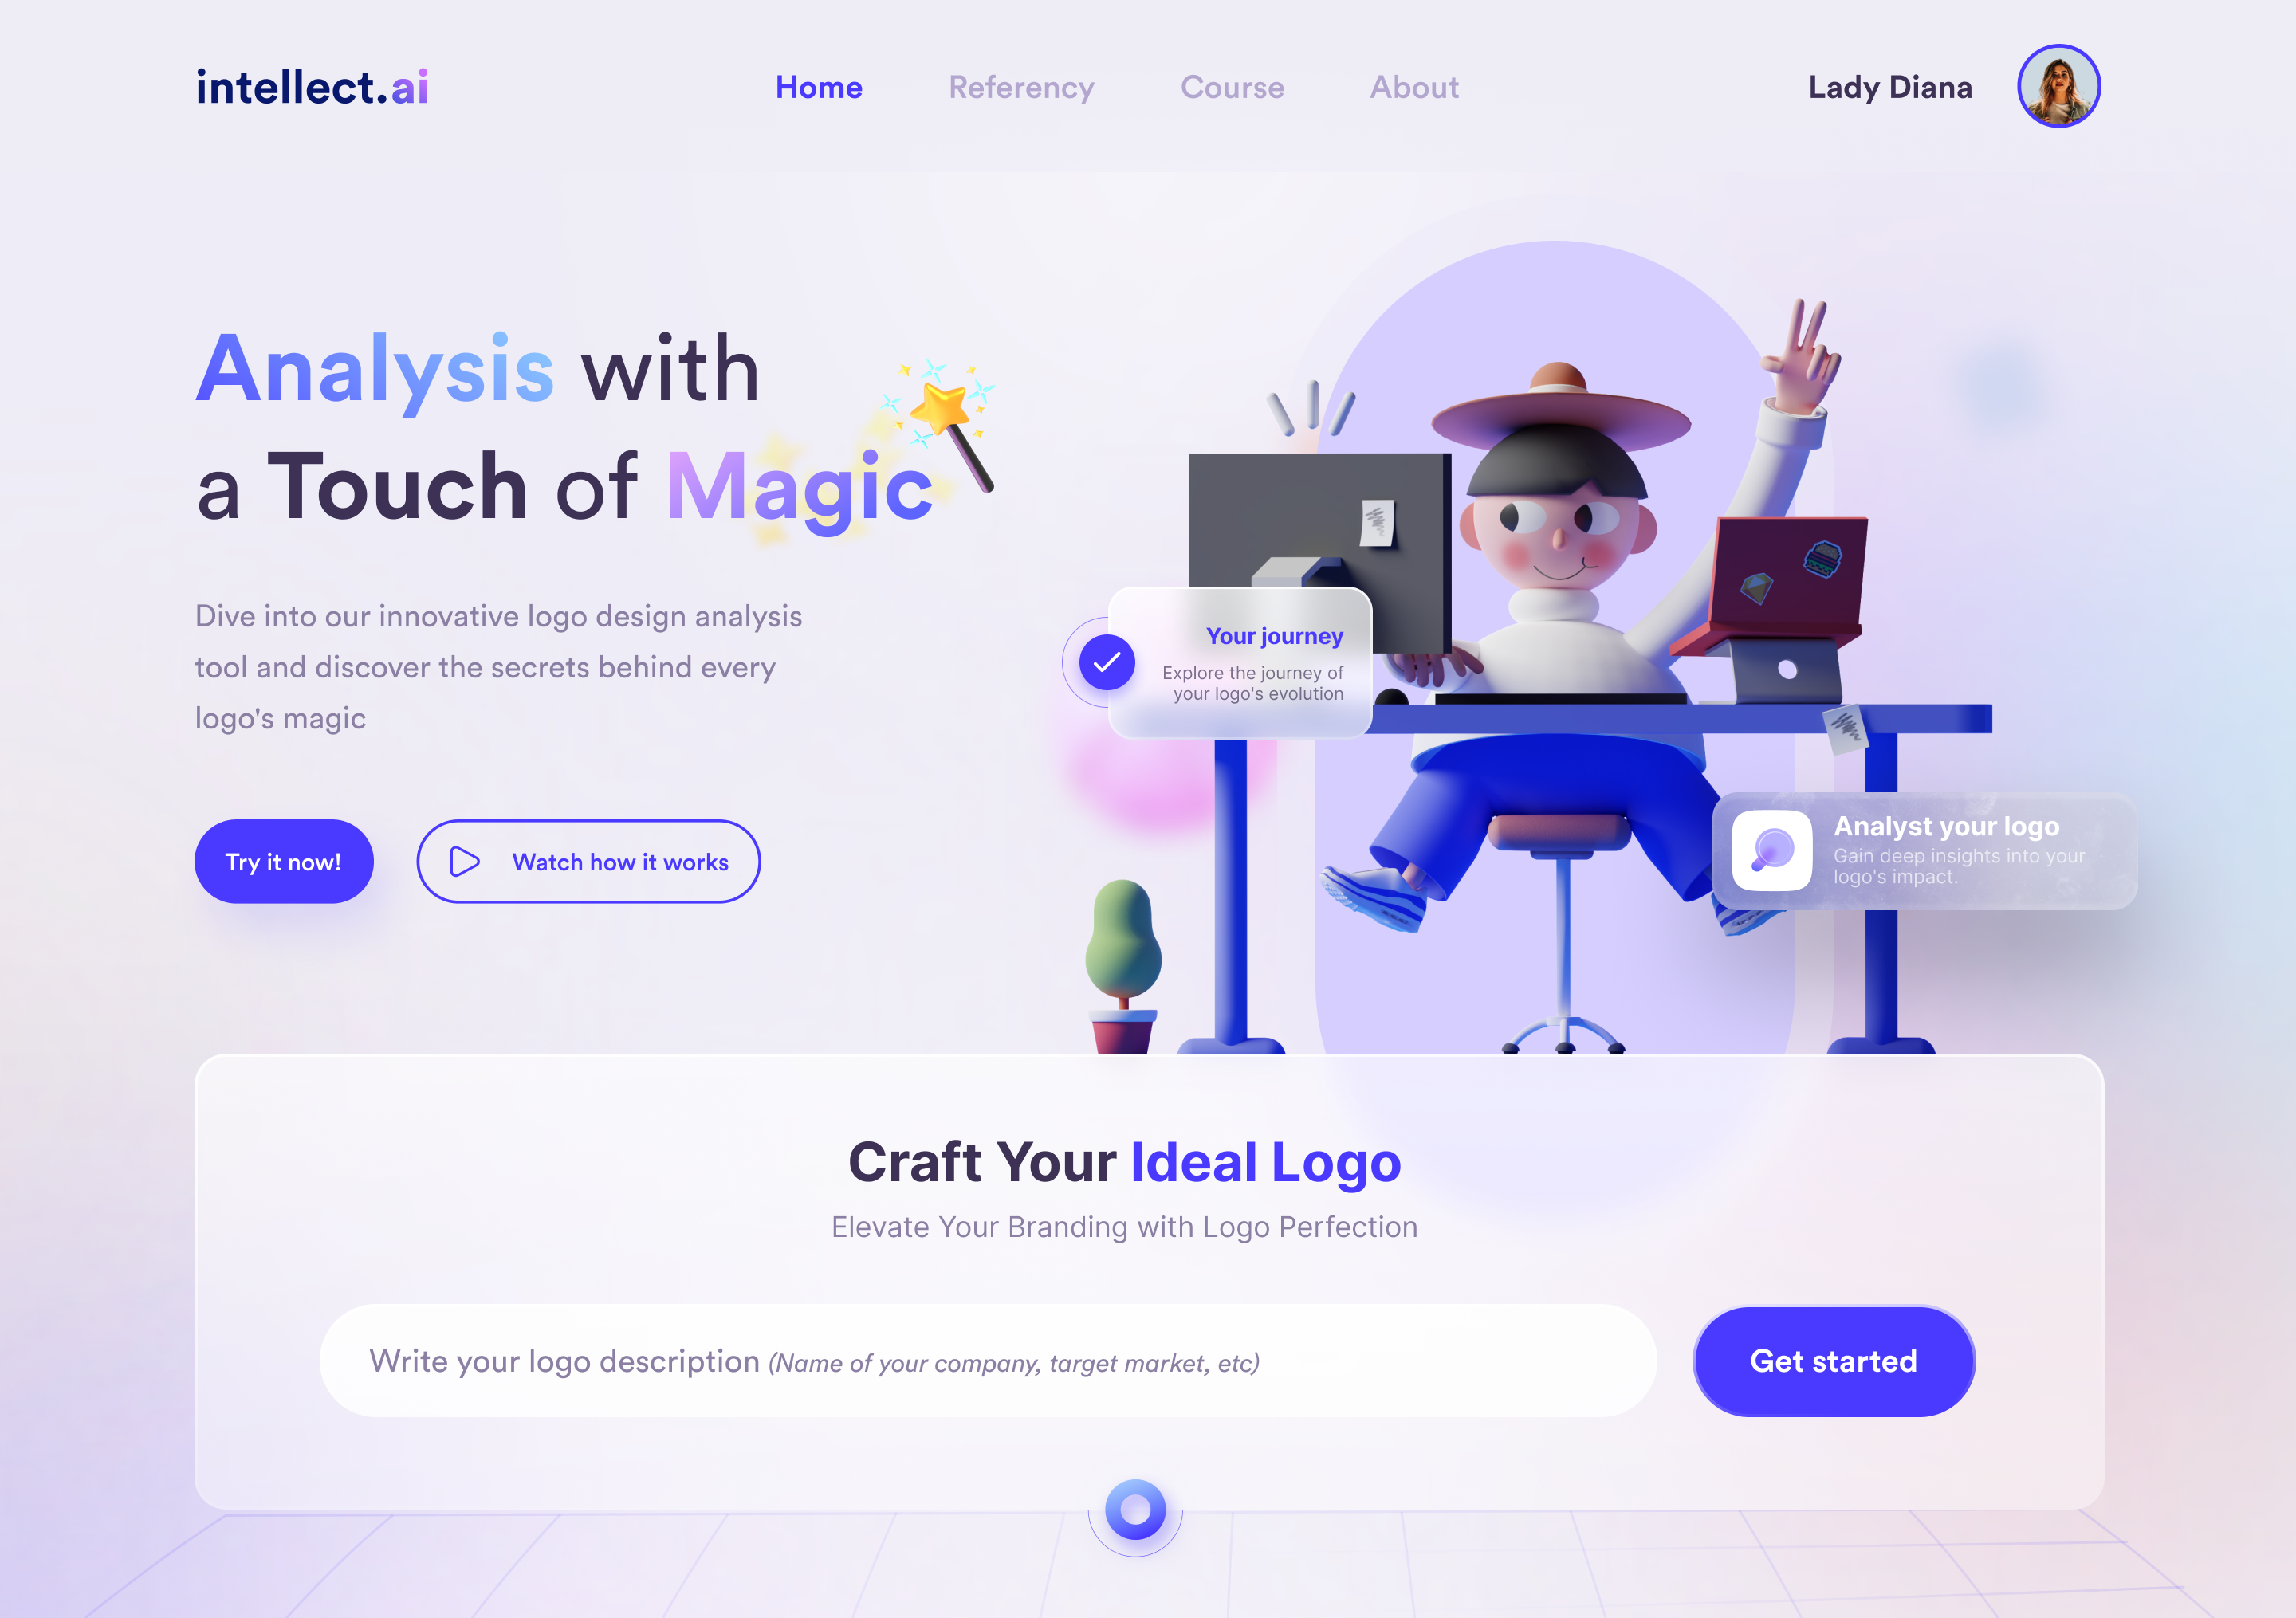 intellect.ai
Home
Referency
Course
About
Lady Diana
Analysis with
a Touch of Magic
Dive into our innovative logo design analysis
tool and discover the secrets behind every
logo's magic
Try it now!
Watch how it works
Your journey
Explore the journey of
your logo's evolution
Analyst your logo
Gain deep insights into your
logo's impact.
Craft Your Ideal Logo
Elevate Your Branding with Logo Perfection
Write your logo description (Name of your company, target market, etc)
Get started